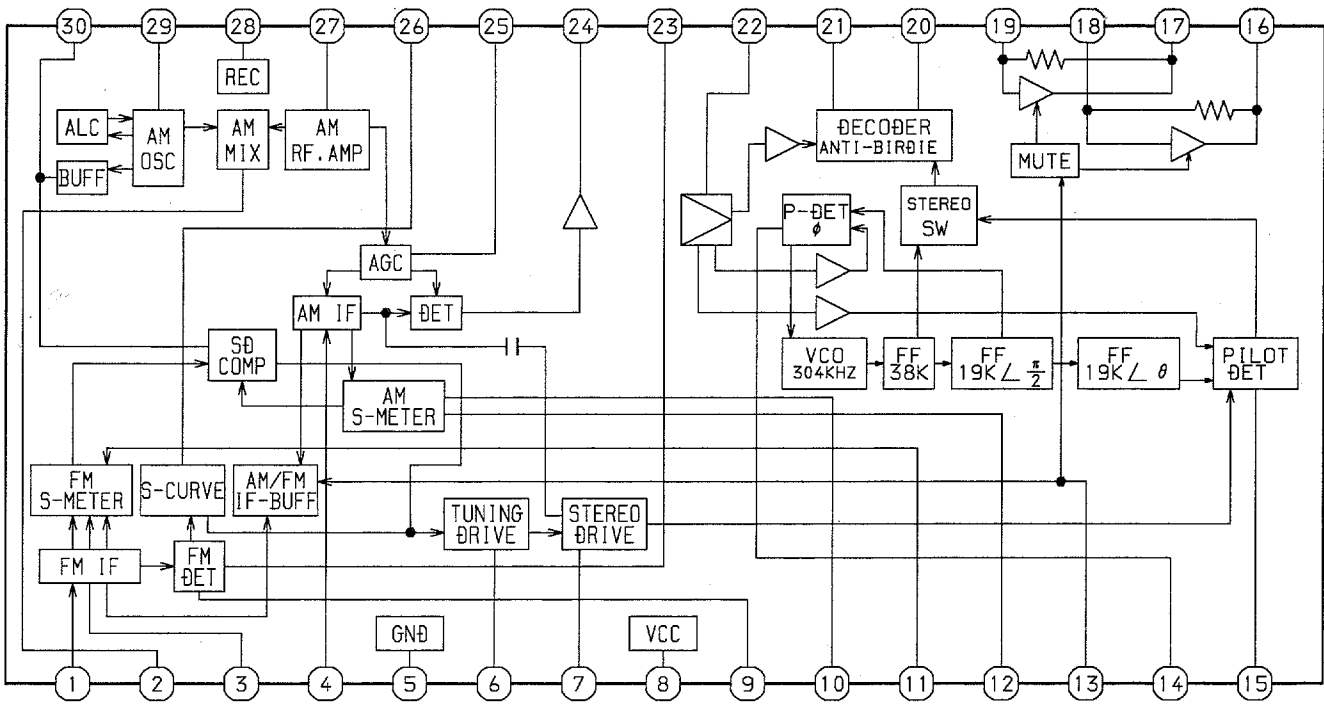 30 29 28 27 26 25 24 23 22 21 20 19 18 17 16
REC
ALC
AM
OSC
AM
MIX
AM
RF.AMP
BUFF
DECODER
ANTI-BIRDIE
MUTE
P-DET
φ
STEREO
SW
AGC
AM IF
DET
SD
COMP
AM
S-METER
VCO
304KHZ
FF
38K
FF
19K∠ π/2
FF
19K∠ θ
PILOT
DET
FM
S-METER
S-CURVE
AM/FM
IF-BUFF
TUNING
DRIVE
STEREO
DRIVE
FM IF
FM
DET
GND
VCC
1 2 3 4 5 6 7 8 9 10 11 12 13 14 15